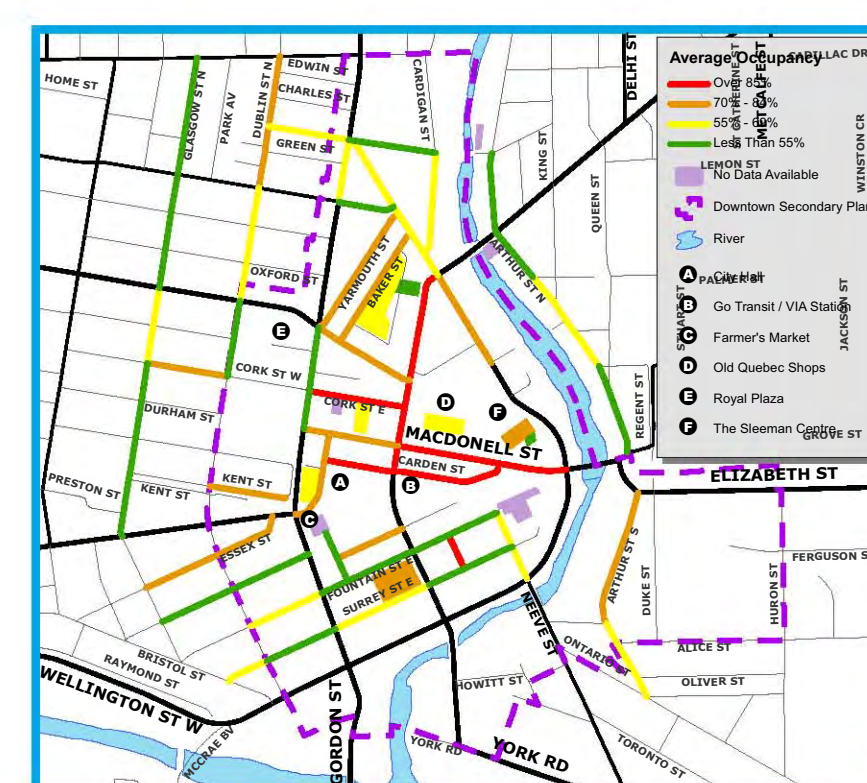 HOME ST
GLASGOW ST N
PARK AV
DUBLIN ST N
EDWIN ST
CHARLES ST
GREEN ST
CARDIGAN ST
OXFORD ST
YARMOUTH ST
BAKER ST
KING ST
QUEEN ST
DELHI ST
ARTHUR ST N
Average Occupancy
Over 85%
70% - 84%
55% - 69%
Less Than 55%
No Data Available
Downtown Secondary Plan
River
A City Hall
B Go Transit / VIA Station
C Farmer's Market
D Old Quebec Shops
E Royal Plaza
F The Sleeman Centre
CATHERINE ST
METCALFE ST
CADILLAC DR
LEMON ST
WINSTON CR
PALMER ST
STUART ST
JACKSON ST
GROVE ST
REGENT ST
E
CORK ST W
CORK ST E
D
F
MACDONELL ST
CARDEN ST
DURHAM ST
KENT ST
KENT ST
PRESTON ST
A
B
C
ESSEX ST
FOUNTAIN ST E
SURREY ST E
ELIZABETH ST
ARTHUR ST S
DUKE ST
HURON ST
FERGUSON S
NEEVE ST
ONTARIO ST
ALICE ST
OLIVER ST
TORONTO ST
BRISTOL ST
RAYMOND ST
WELLINGTON ST W
MCCRAE BV
GORDON ST
HOWITT ST
YORK RD
YORK RD